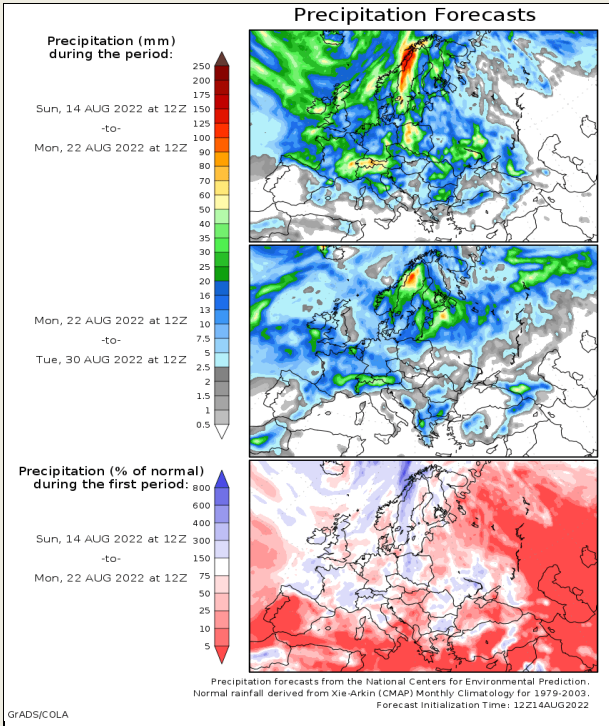 Precipitation Forecasts
Precipitation (mm)
during the period:
Sun, 14 AUG 2022 at 12Z
-to-
Mon, 22 AUG 2022 at 12Z
250
200
175
150
125
100
90
80
70
60
50
40
35
30
25
20
16
13
10
7.5
5
2.5
2
1.5
1
0.5
Mon, 22 AUG 2022 at 12Z
-to-
Tue, 30 AUG 2022 at 12Z
Precipitation (% of normal)
during the first period:
Sun, 14 AUG 2022 at 12Z
-to-
Mon, 22 AUG 2022 at 12Z
800
600
400
300
150
75
50
25
10
5
Precipitation forecasts from the National Centers for Environmental Prediction.
Normal rainfall derived from Xie-Arkin (CMAP) Monthly Climatology for 1979-2003.
Forecast Initialization Time: 12Z14AUG2022
GrADS/COLA